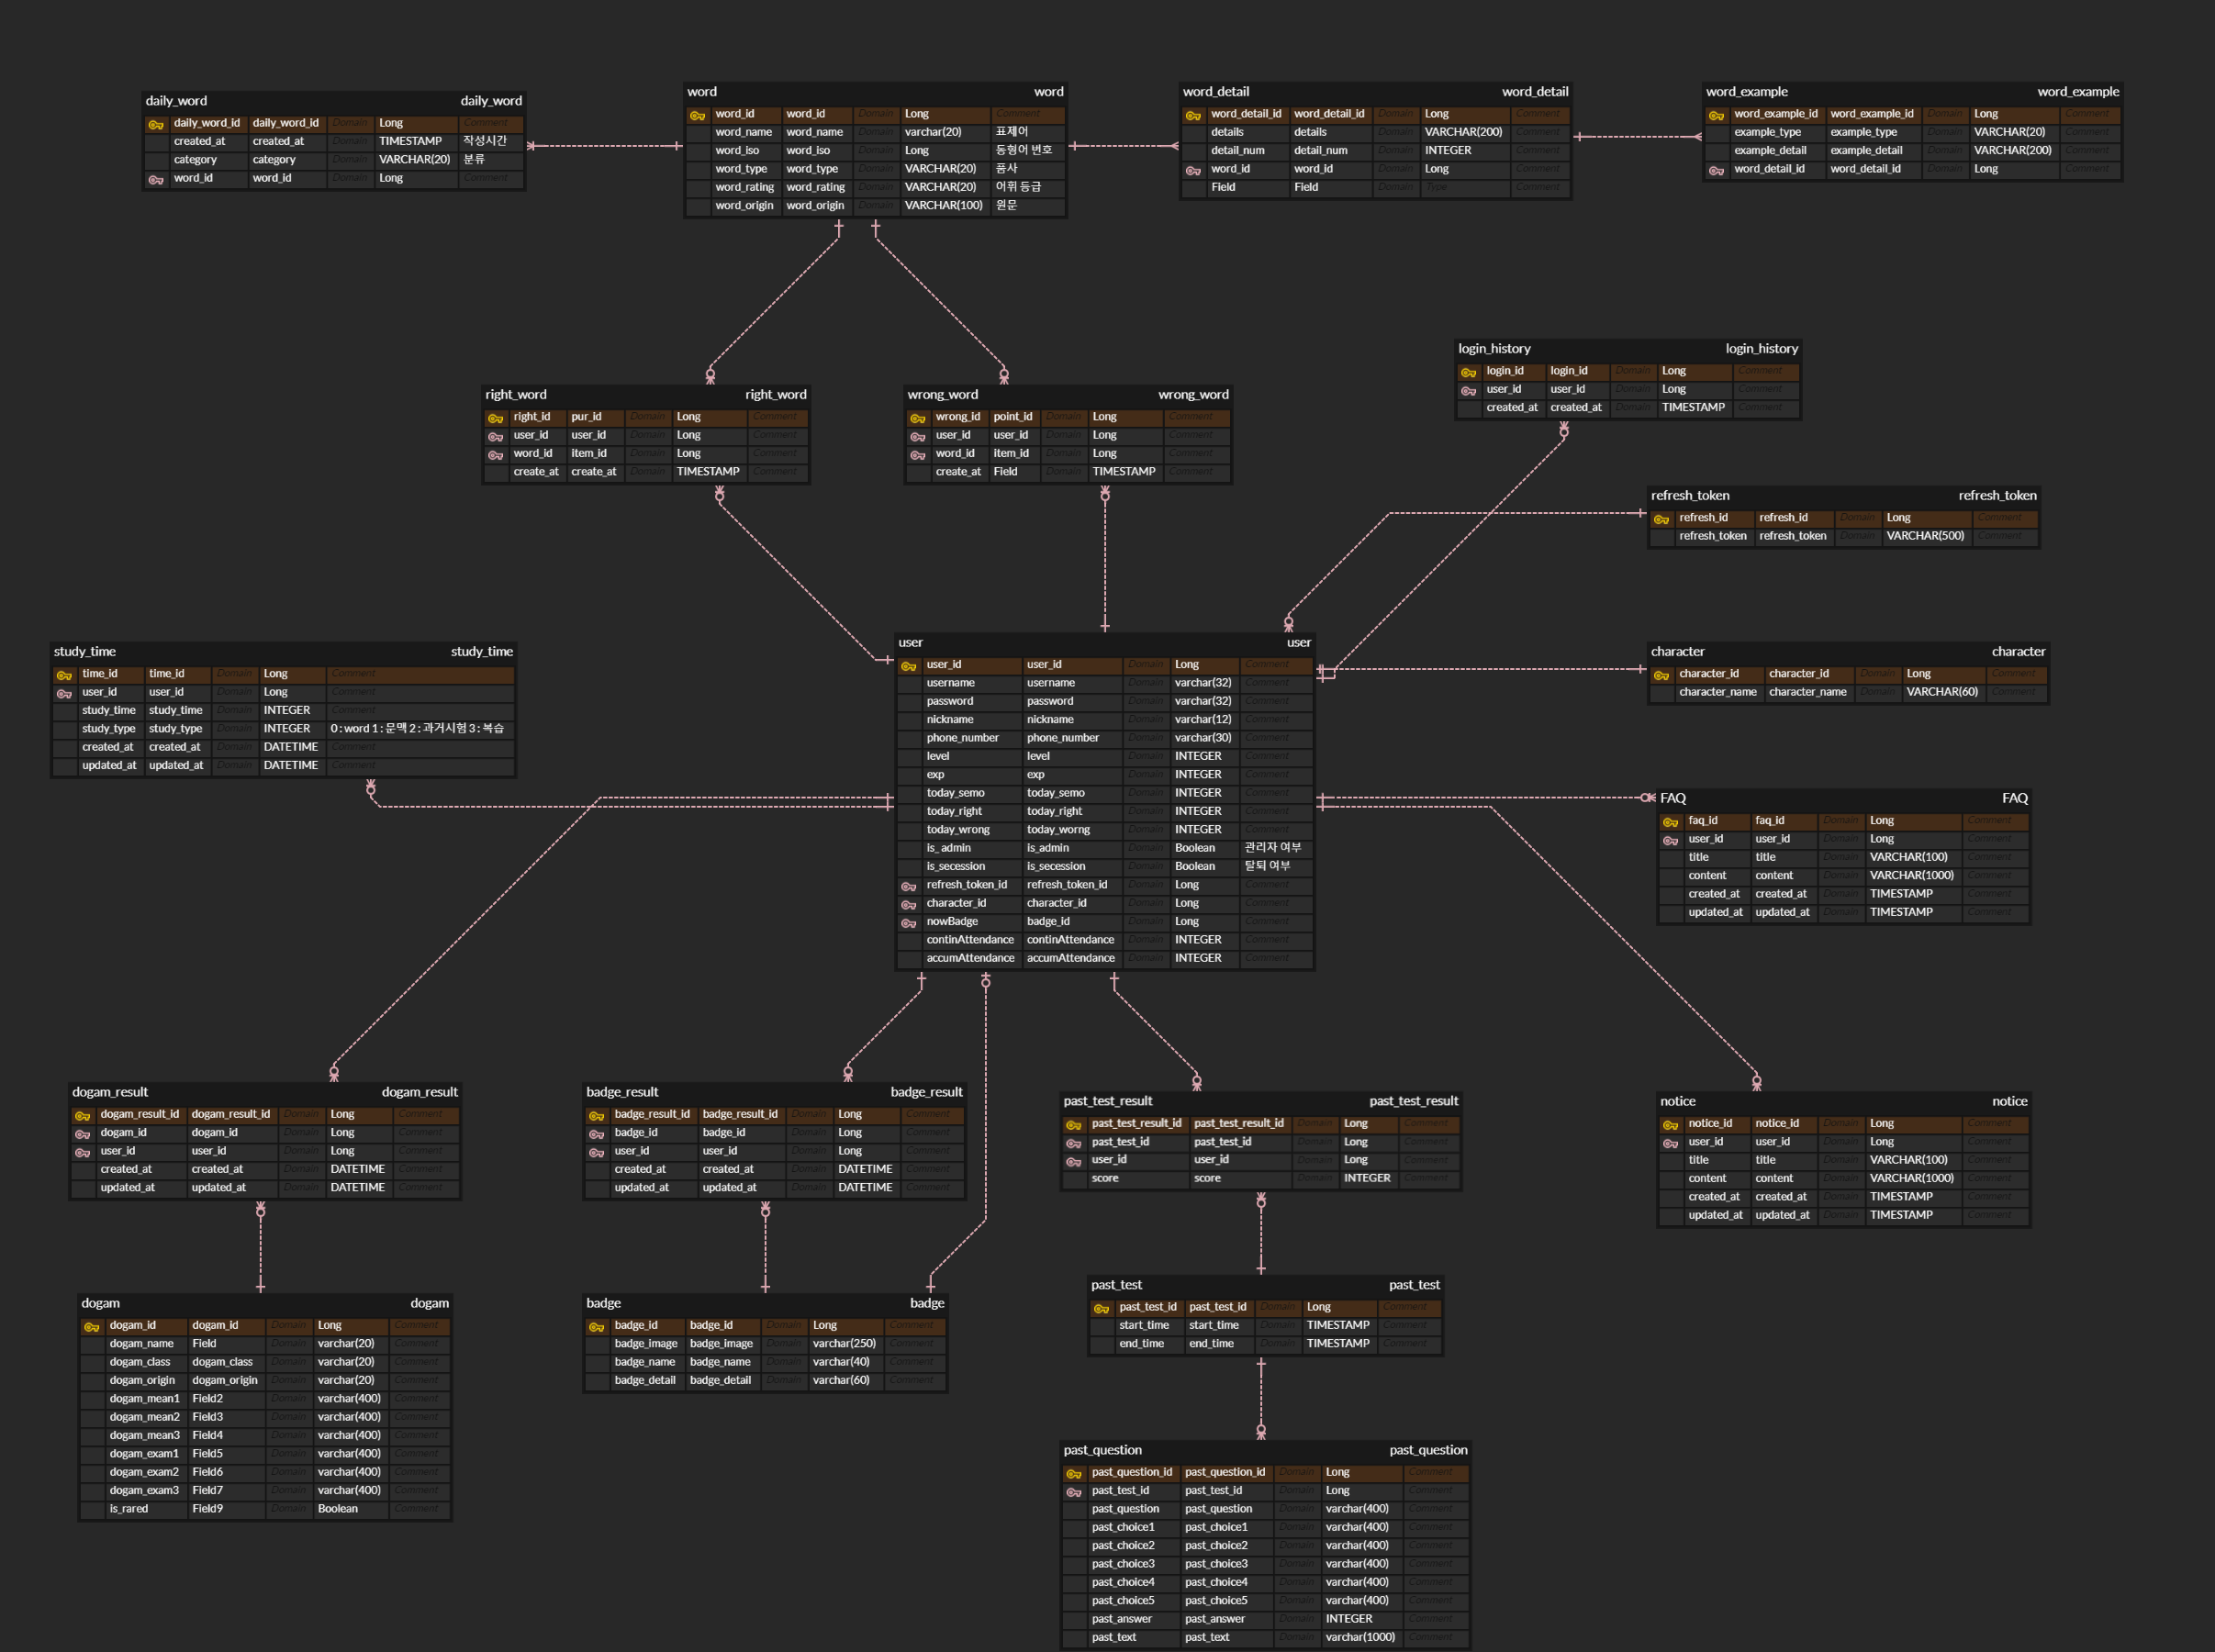 daily_word daily_word
daily_word_id daily_word_id Domain Long Comment
created_at created_at Domain TIMESTAMP 작성시간
category category Domain VARCHAR(20) 분류
word_id word_id Domain Long Comment
word word
word_id word_id Domain Long Comment
word_name word_name Domain varchar(20) 표제어
word_iso word_iso Domain Long 동형어 번호
word_type word_type Domain VARCHAR(20) 품사
word_rating word_rating Domain VARCHAR(20) 어휘 등급
word_origin word_origin Domain VARCHAR(100) 원문
word_detail word_detail
word_detail_id word_detail_id Domain Long Comment
details details Domain VARCHAR(200) Comment
detail_num detail_num Domain INTEGER Comment
word_id word_id Domain Long Comment
Field Field Domain Type Comment
word_example word_example
word_example_id word_example_id Domain Long Comment
example_type example_type Domain VARCHAR(20) Comment
example_detail example_detail Domain VARCHAR(200) Comment
word_detail_id word_detail_id Domain Long Comment
right_word right_word
right_id pur_id Domain Long Comment
user_id user_id Domain Long Comment
word_id item_id Domain Long Comment
create_at create_at Domain TIMESTAMP Comment
wrong_word wrong_word
wrong_id point_id Domain Long Comment
user_id user_id Domain Long Comment
word_id item_id Domain Long Comment
create_at Field Domain TIMESTAMP Comment
login_history login_history
login_id login_id Domain Long Comment
user_id user_id Domain Long Comment
created_at created_at Domain TIMESTAMP Comment
refresh_token refresh_token
refresh_id refresh_id Domain Long Comment
refresh_token refresh_token Domain VARCHAR(500) Comment
study_time study_time
time_id time_id Domain Long Comment
user_id user_id Domain Long Comment
study_time study_time Domain INTEGER Comment
study_type study_type Domain INTEGER 0 : word 1 : 문맥 2 : 과거시험 3 : 복습
created_at created_at Domain DATETIME Comment
updated_at updated_at Domain DATETIME Comment
user user
user_id user_id Domain Long Comment
username username Domain varchar(32) Comment
password password Domain varchar(32) Comment
nickname nickname Domain varchar(12) Comment
phone_number phone_number Domain varchar(30) Comment
level level Domain INTEGER Comment
exp exp Domain INTEGER Comment
today_semo today_semo Domain INTEGER Comment
today_right today_right Domain INTEGER Comment
today_wrong today_worng Domain INTEGER Comment
is_ admin is_admin Domain Boolean 관리자 여부
is_secession is_secession Domain Boolean 탈퇴 여부
refresh_token_id refresh_token_id Domain Long Comment
character_id character_id Domain Long Comment
nowBadge badge_id Domain Long Comment
continAttendance continAttendance Domain INTEGER Comment
accumAttendance accumAttendance Domain INTEGER Comment
character character
character_id character_id Domain Long Comment
character_name character_name Domain VARCHAR(60) Comment
FAQ FAQ
faq_id faq_id Domain Long Comment
user_id user_id Domain Long Comment
title title Domain VARCHAR(100) Comment
content content Domain VARCHAR(1000) Comment
created_at created_at Domain TIMESTAMP Comment
updated_at updated_at Domain TIMESTAMP Comment
dogam_result dogam_result
dogam_result_id dogam_result_id Domain Long Comment
dogam_id dogam_id Domain Long Comment
user_id user_id Domain Long Comment
created_at created_at Domain DATETIME Comment
updated_at updated_at Domain DATETIME Comment
badge_result badge_result
badge_result_id badge_result_id Domain Long Comment
badge_id badge_id Domain Long Comment
user_id user_id Domain Long Comment
created_at created_at Domain DATETIME Comment
updated_at updated_at Domain DATETIME Comment
past_test_result past_test_result
past_test_result_id past_test_result_id Domain Long Comment
past_test_id past_test_id Domain Long Comment
user_id user_id Domain Long Comment
score score Domain INTEGER Comment
notice notice
notice_id notice_id Domain Long Comment
user_id user_id Domain Long Comment
title title Domain VARCHAR(100) Comment
content content Domain VARCHAR(1000) Comment
created_at created_at Domain TIMESTAMP Comment
updated_at updated_at Domain TIMESTAMP Comment
dogam dogam
dogam_id dogam_id Domain Long Comment
dogam_name Field Domain varchar(20) Comment
dogam_class dogam_class Domain varchar(20) Comment
dogam_origin dogam_origin Domain varchar(20) Comment
dogam_mean1 Field2 Domain varchar(400) Comment
dogam_mean2 Field3 Domain varchar(400) Comment
dogam_mean3 Field4 Domain varchar(400) Comment
dogam_exam1 Field5 Domain varchar(400) Comment
dogam_exam2 Field6 Domain varchar(400) Comment
dogam_exam3 Field7 Domain varchar(400) Comment
is_rared Field9 Domain Boolean Comment
badge badge
badge_id badge_id Domain Long Comment
badge_image badge_image Domain varchar(250) Comment
badge_name badge_name Domain varchar(40) Comment
badge_detail badge_detail Domain varchar(60) Comment
past_test past_test
past_test_id past_test_id Domain Long Comment
start_time start_time Domain TIMESTAMP Comment
end_time end_time Domain TIMESTAMP Comment
past_question past_question
past_question_id past_question_id Domain Long Comment
past_test_id past_test_id Domain Long Comment
past_question past_question Domain varchar(400) Comment
past_choice1 past_choice1 Domain varchar(400) Comment
past_choice2 past_choice2 Domain varchar(400) Comment
past_choice3 past_choice3 Domain varchar(400) Comment
past_choice4 past_choice4 Domain varchar(400) Comment
past_choice5 past_choice5 Domain varchar(400) Comment
past_answer past_answer Domain INTEGER Comment
past_text past_text Domain varchar(1000) Comment